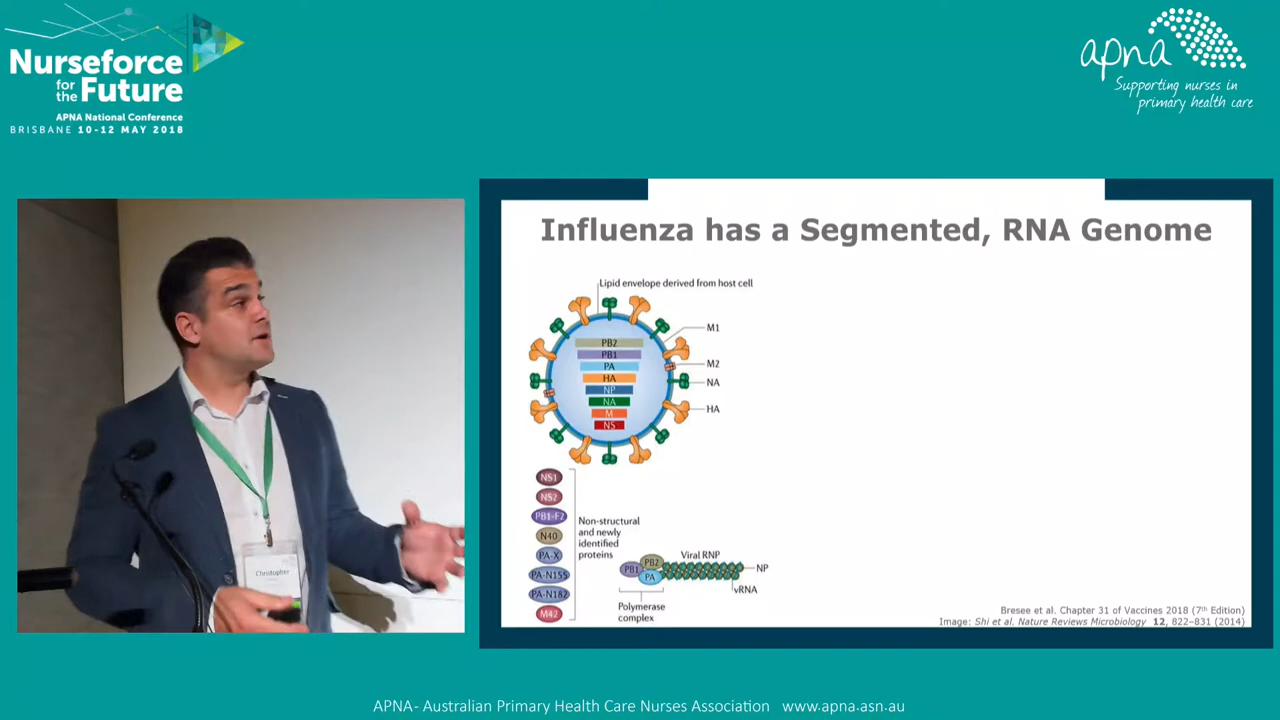 Nurseforce
for the Future
APNA National Conference
BRISBANE 10-12 MAY 2018
apna
Supporting nurses in
primary health care
Christopher
Influenza has a Segmented, RNA Genome
Lipid envelope derived from host cell
M1
M2
NA
HA
PB2
PB1
PA
HA
NP
NA
M
NS
NS1
NS2
PB1-F2
N40
PA-X
PA-N155
PA-N182
M42
Non-structural
and newly
identified
proteins
PB1
PB2
PA
Viral RNP
NP
vRNA
Polymerase
complex
Bresee et al. Chapter 31 of Vaccines 2018 (7th Edition)
Image: Shi et al. Nature Reviews Microbiology 12, 822–831 (2014)
APNA- Australian Primary Health Care Nurses Association www.apna.asn.au